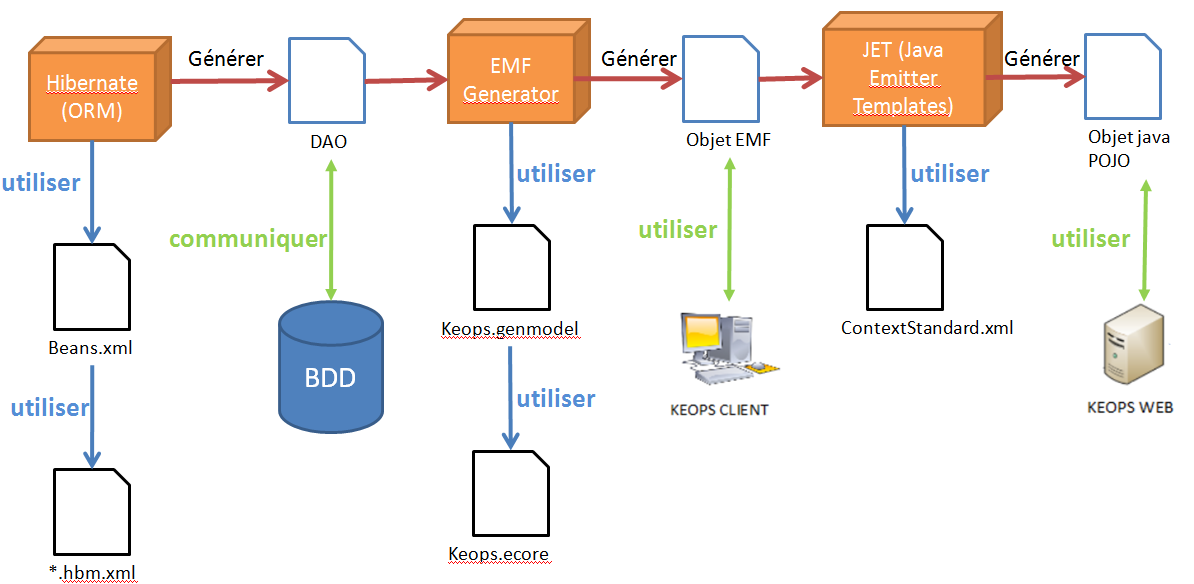 Hibernate
(ORM)
Générer
DAO
EMF
Generator
Générer
Objet EMF
JET (Java
Emitter
Templates)
Générer
Objet java
POJO
utiliser
communiquer
utiliser
utiliser
utiliser
utiliser
Beans.xml
BDD
Keops.genmodel
KEOPS CLIENT
ContextStandard.xml
KEOPS WEB
utiliser
utiliser
*.hbm.xml
Keops.ecore